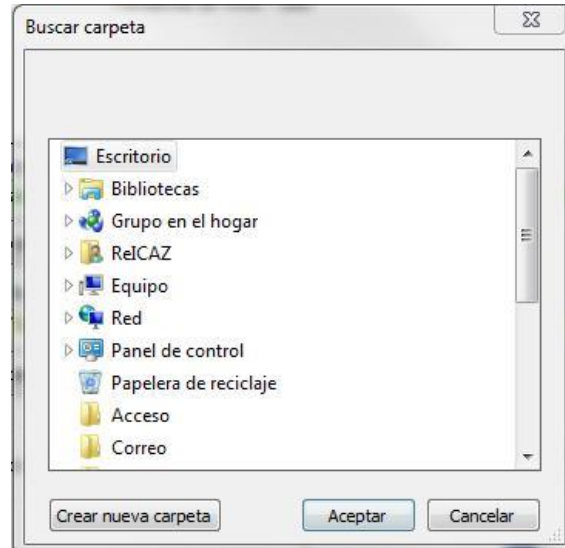 Buscar carpeta
Escritorio
Bibliotecas
Grupo en el hogar
ReICAZ
Equipo
Red
Panel de control
Papelera de reciclaje
Acceso
Correo
Crear nueva carpeta Aceptar Cancelar